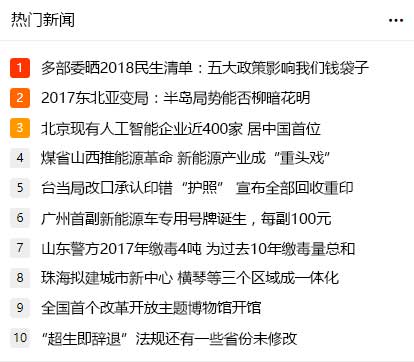 热门新闻
1 多部委晒2018民生清单：五大政策影响我们钱袋子
2 2017东北亚变局：半岛局势能否柳暗花明
3 北京现有人工智能企业近400家 居中国首位
4 煤省山西推能源革命 新能源产业成“重头戏”
5 台当局改口承认印错“护照” 宣布全部回收重印
6 广州首副新能源车专用号牌诞生，每副100元
7 山东警方2017年缴毒4吨 为过去10年缴毒量总和
8 珠海拟建城市新中心 横琴等三个区域成一体化
9 全国首个改革开放主题博物馆开馆
10 “超生即辞退”法规还有一些省份未修改